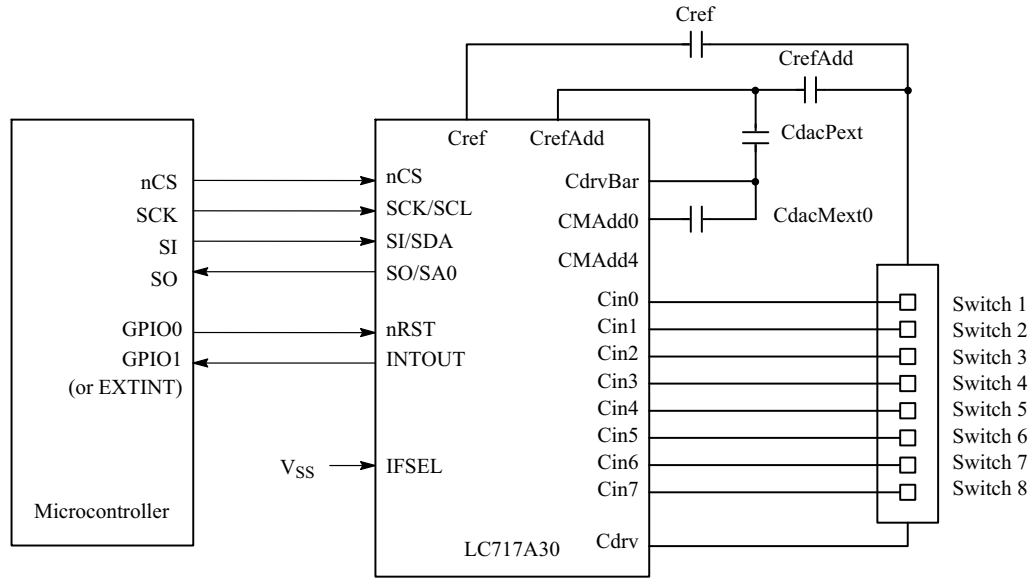 Cref
CrefAdd
Cref
CrefAdd
CdacPext
nCS
nCS
CdrvBar
SCK
SCK/SCL
CMAdd0
CdacMext0
SI
SI/SDA
CMAdd4
SO
SO/SA0
Cin0
Switch 1
GPIO0
nRST
Cin1
Switch 2
GPIO1
INTOUT
Cin2
Switch 3
(or EXTINT)
Cin3
Switch 4
Cin4
Switch 5
Cin5
Switch 6
VSS
IFSEL
Cin6
Switch 7
Cin7
Switch 8
Microcontroller
Cdrv
LC717A30